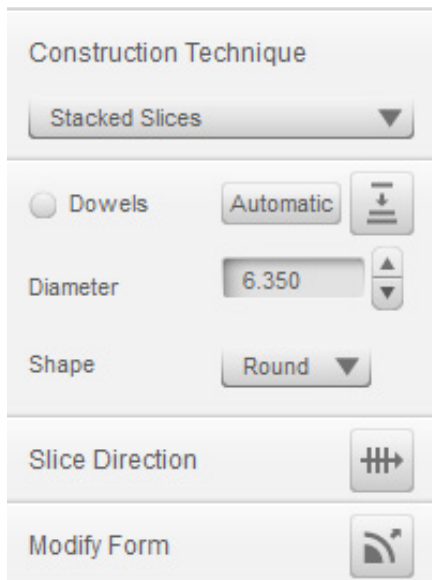 Construction Technique
Stacked Slices
Dowels Automatic
Diameter 6.350
Shape Round
Slice Direction
Modify Form